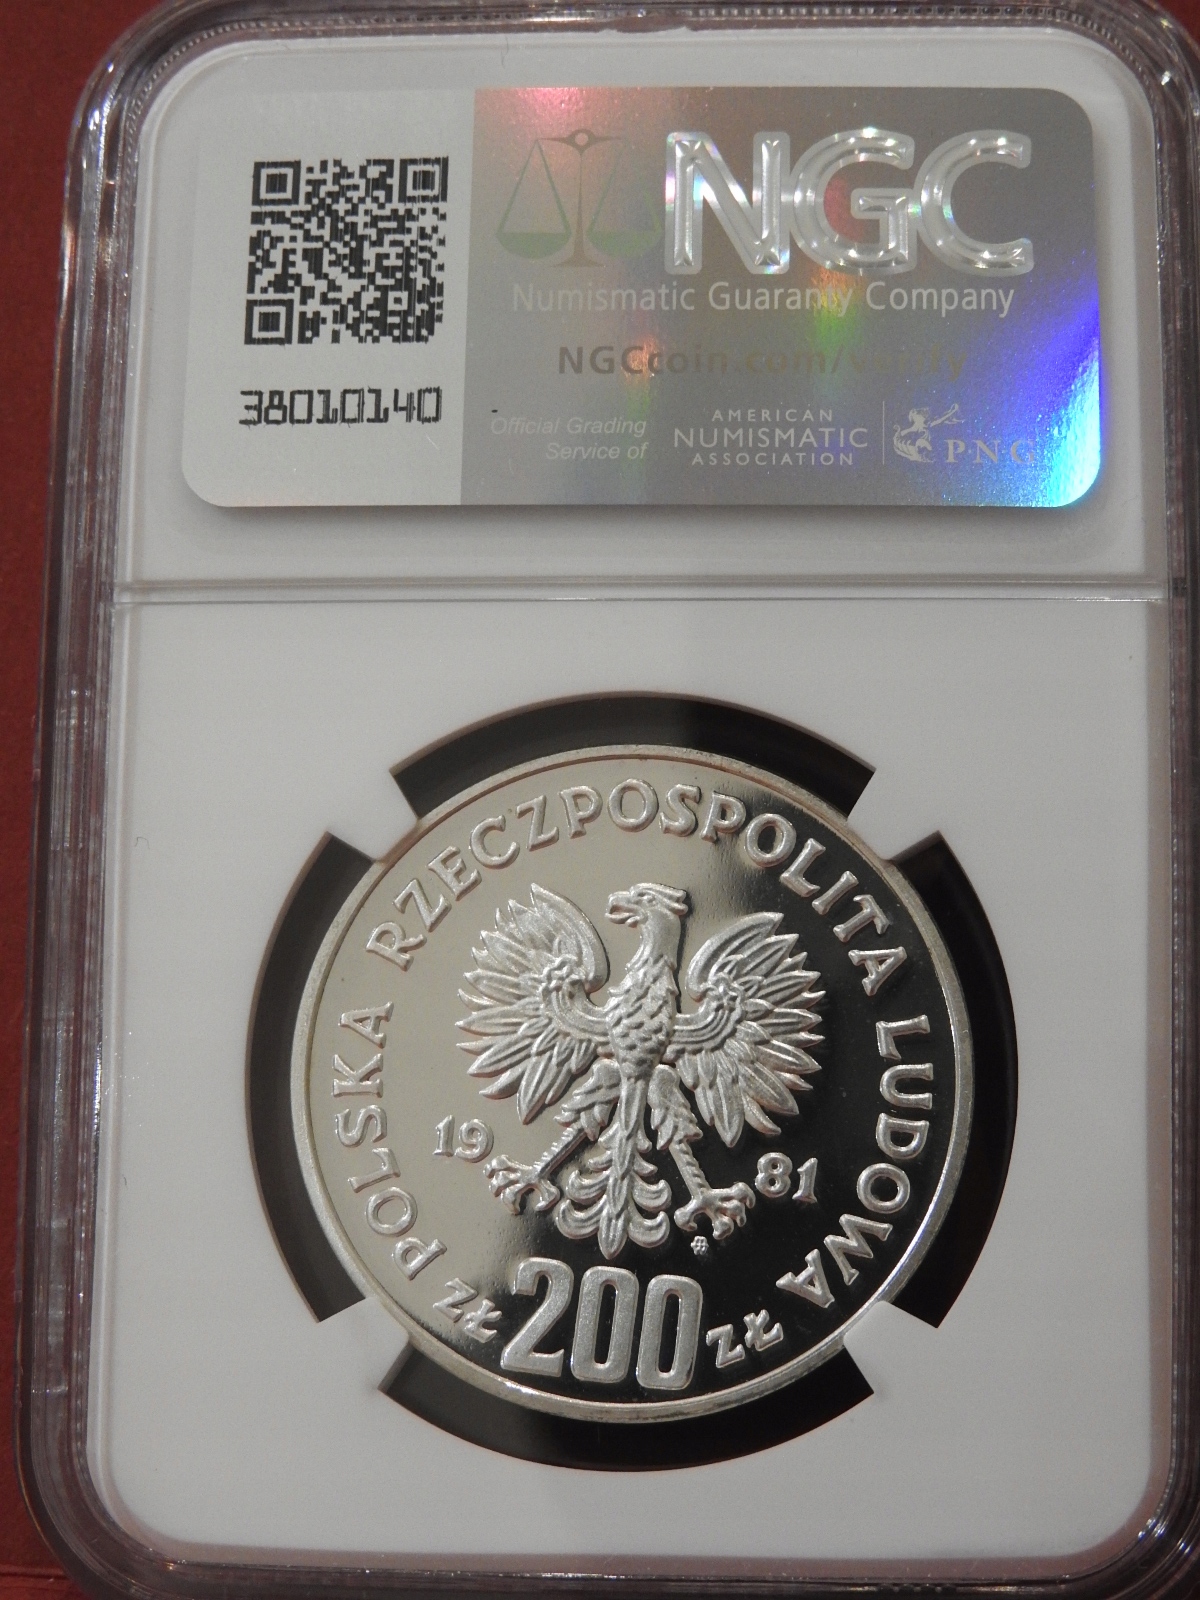 NGC
Numismatic Guaranty Company
NGCcoin.com/verify
38010140
Official Grading
Service of
AMERICAN
NUMISMATIC
ASSOCIATION
PNG
POLSKA RZECZPOSPOLITA LUDOWA
19 81
zł 200 zł